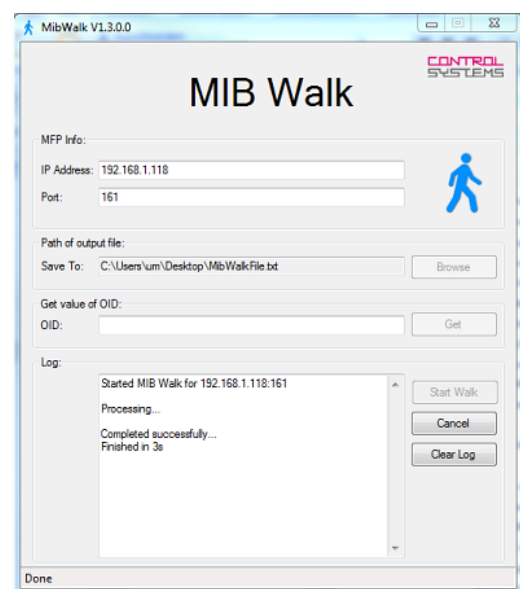 MibWalk V1.3.0.0
CONTROL
SYSTEMS
MIB Walk
MFP Info:
IP Address: 192.168.1.118
Port: 161
Path of output file:
Save To: C:\Users\um\Desktop\MibWalkFile.txt Browse
Get value of OID:
OID: Get
Log:
Started MIB Walk for 192.168.1.118:161
Start Walk
Processing...
Cancel
Completed successfully...
Finished in 3s
Clear Log
Done